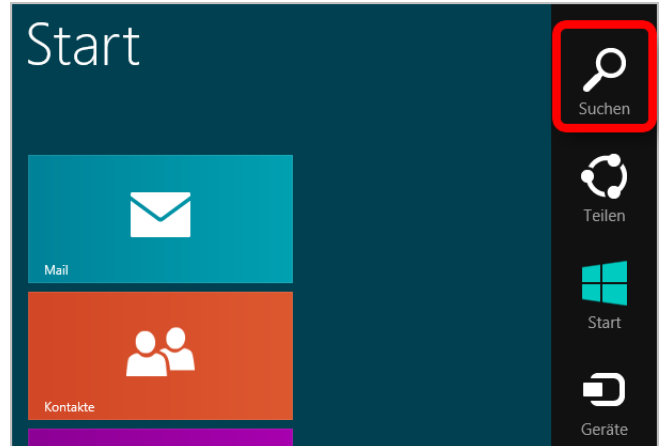 Start
Suchen
Teilen
Mail
Start
Kontakte
Geräte